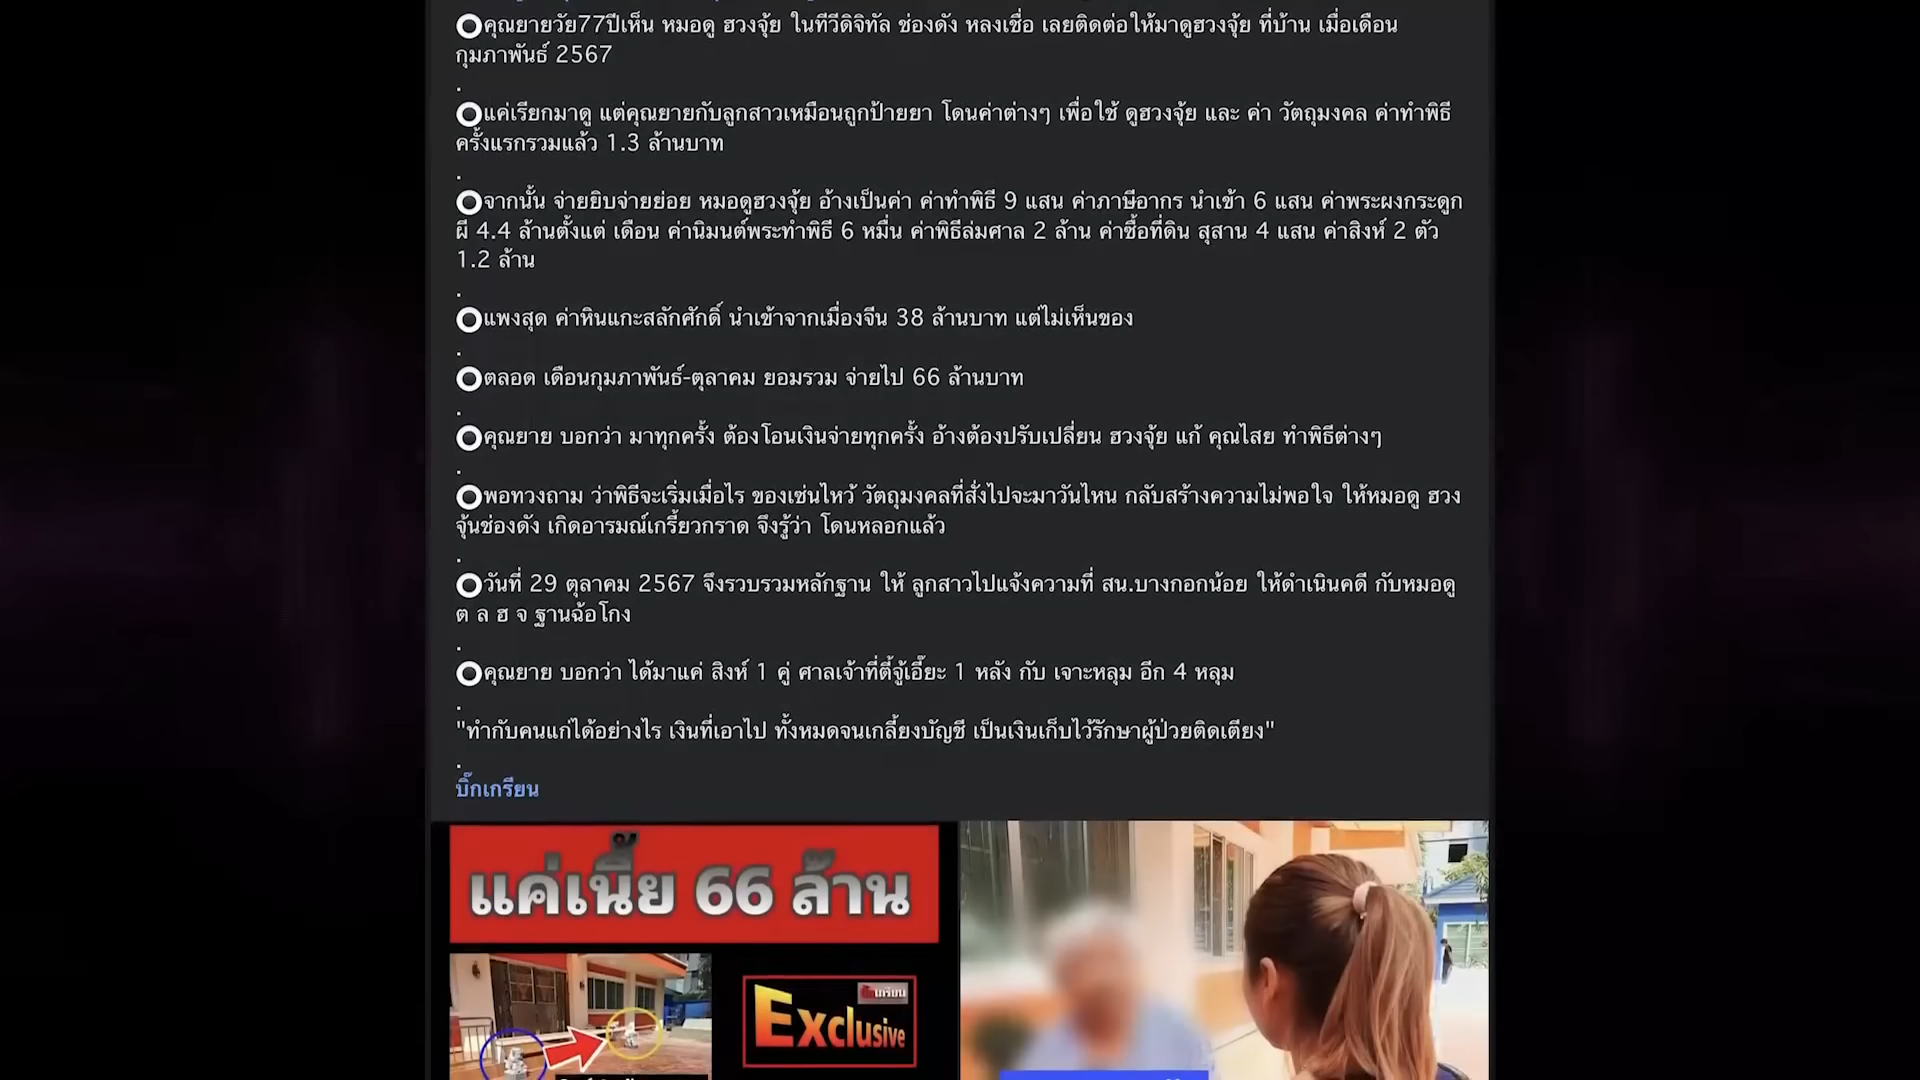 คุณยายวัย77ปีเห็น หมอดู ฮวงจุ้ย ในทีวีดิจิทัล ช่องดัง หลงเชื่อ เลยติดต่อให้มาดูฮวงจุ้ย ที่บ้าน เมื่อเดือน
กุมภาพันธ์ 2567
.
แค่เรียกมาดู แต่คุณยายกับลูกสาวเหมือนถูกป้ายยา โดนค่าต่างๆ เพื่อใช้ ดูฮวงจุ้ย และ ค่า วัตถุมงคล ค่าทำพิธี
ครั้งแรกรวมแล้ว 1.3 ล้านบาท
.
จากนั้น จ่ายยิบจ่ายย่อย หมอดูฮวงจุ้ย อ้างเป็นค่า ค่าทำพิธี 9 แสน ค่าภาษีอากร นำเข้า 6 แสน ค่าพระผงกระดูก
ผี 4.4 ล้านตั้งแต่ เดือน ค่านิมนต์พระทำพิธี 6 หมื่น ค่าพิธีล่มศาล 2 ล้าน ค่าซื้อที่ดิน สุสาน 4 แสน ค่าสิงห์ 2 ตัว
1.2 ล้าน
.
แพงสุด ค่าหินแกะสลักศักดิ์ นำเข้าจากเมืองจีน 38 ล้านบาท แต่ไม่เห็นของ
.
ตลอด เดือนกุมภาพันธ์-ตุลาคม ยอมรวม จ่ายไป 66 ล้านบาท
.
คุณยาย บอกว่า มาทุกครั้ง ต้องโอนเงินจ่ายทุกครั้ง อ้างต้องปรับเปลี่ยน ฮวงจุ้ย แก้ คุณไสย ทำพิธีต่างๆ
.
พอทวงถาม ว่าพิธีจะเริ่มเมื่อไร ของเซ่นไหว้ วัตถุมงคลที่สั่งไปจะมาวันไหน กลับสร้างความไม่พอใจ ให้หมอดู ฮวง
จุ้นช่องดัง เกิดอารมณ์เกรี้ยวกราด จึงรู้ว่า โดนหลอกแล้ว
.
วันที่ 29 ตุลาคม 2567 จึงรวบรวมหลักฐาน ให้ ลูกสาวไปแจ้งความที่ สน.บางกอกน้อย ให้ดำเนินคดี กับหมอดู
ต ล ฮ จ ฐานฉ้อโกง
.
คุณยาย บอกว่า ได้มาแค่ สิงห์ 1 คู่ ศาลเจ้าที่ตี้จู้เอี๊ยะ 1 หลัง กับ เจาะหลุม อีก 4 หลุม
.
"ทำกับคนแก่ได้อย่างไร เงินที่เอาไป ทั้งหมดจนเกลี้ยงบัญชี เป็นเงินเก็บไว้รักษาผู้ป่วยติดเตียง"
.
บิ๊กเกรียน
แค่เนี้ย 66 ล้าน
บิ๊กเกรียน
Exclusive